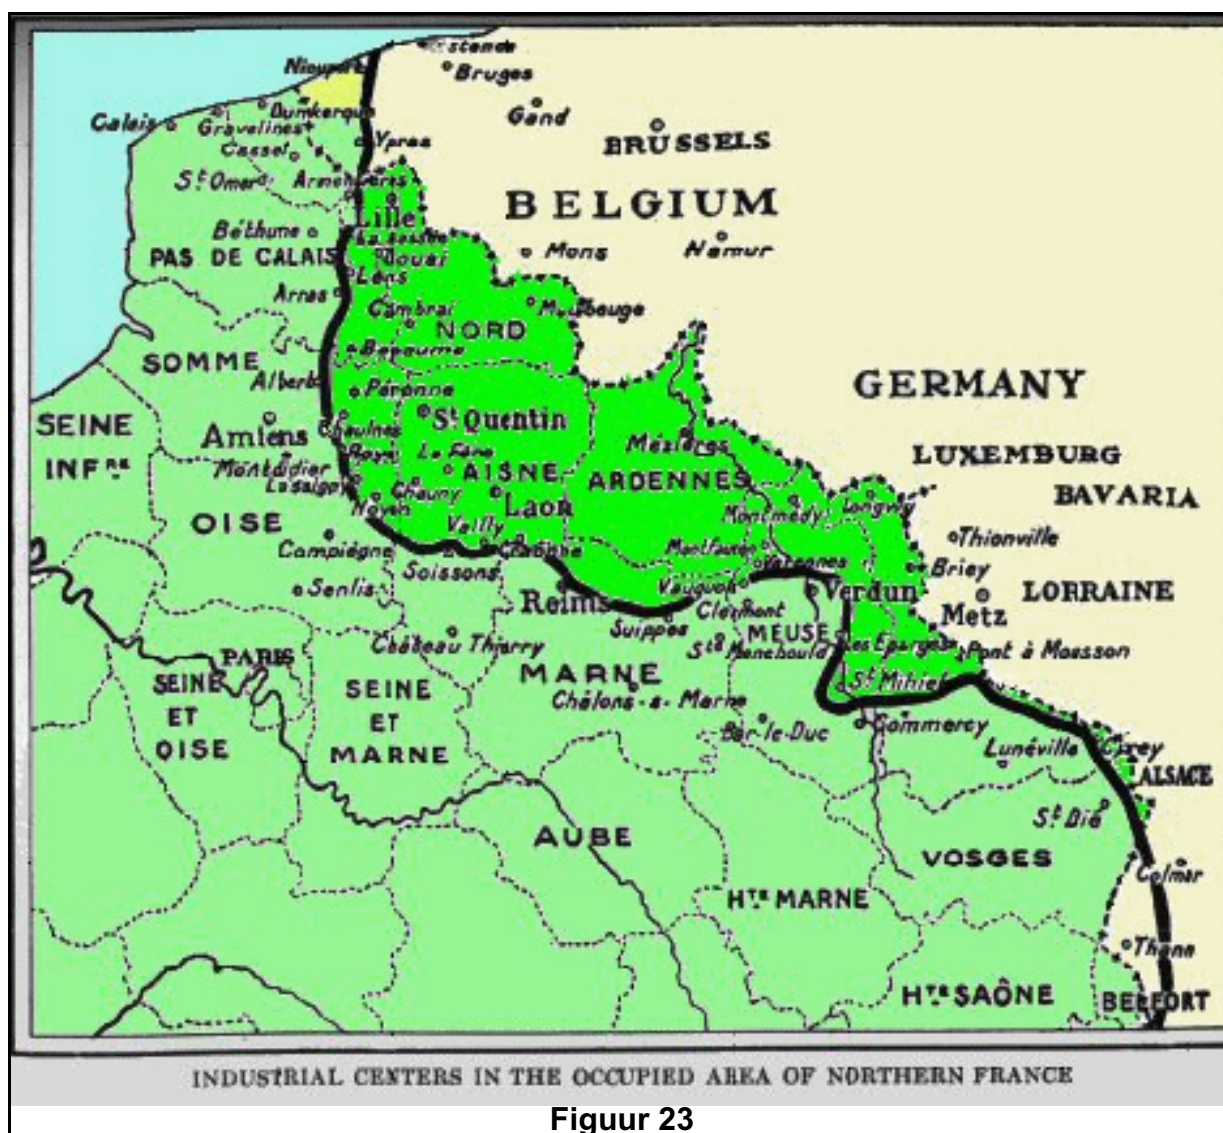 Nieuport
Bruges
Gand
BRUSSELS
Dunkerque
Calais
Gravelines
Cassel
Ypres
St Omer
Armentières
BELGIUM
Lille
La Bassée
Béthune
Douai
Mons
Namur
PAS DE CALAIS
Lens
Arras
Cambrai
Maubeuge
NORD
Bapaume
SOMME
Albert
Péronne
GERMANY
SEINE
INFRE
St Quentin
Amiens
Chaulnes
Mézières
Roye
La Fère
LUXEMBURG
Montdidier
AISNE
ARDENNES
Lassigny
Chauny
BAVARIA
Noyon
Laon
Montmédy
Longwy
OISE
Vailly
Craonne
Compiègne
Montfaucon
Thionville
Soissons
Varennes
Briey
Senlis
Reims
Vauquois
Verdun
Metz
LORRAINE
Clermont
Suippes
MEUSE
Château Thierry
Ste Menehould
Les Eparges
Pont à Mousson
PARIS
MARNE
SEINE
ET
OISE
SEINE
ET
MARNE
Châlons-s-Marne
St Mihiel
Bar-le-Duc
Commercy
Lunéville
Cirey
ALSACE
St Dié
AUBE
VOSGES
Colmar
HTE MARNE
Thann
HTE SAÔNE
BELFORT
INDUSTRIAL CENTERS IN THE OCCUPIED AREA OF NORTHERN FRANCE
Figuur 23